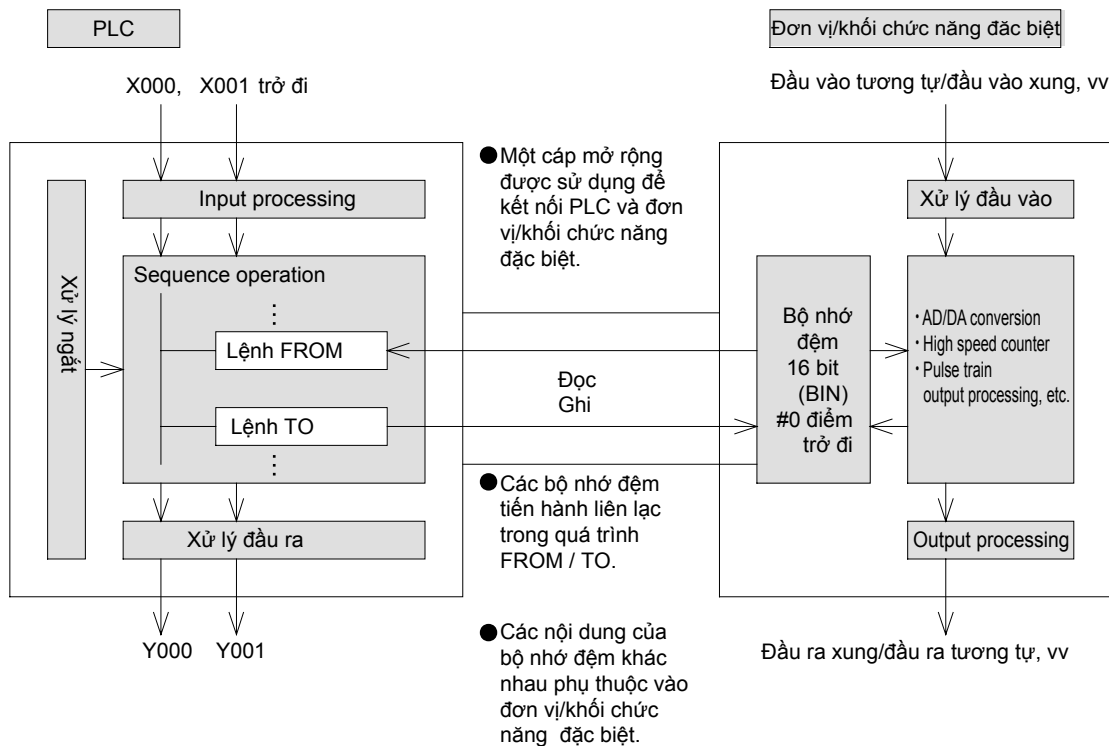 PLC
Đơn vị/khối chức năng đăc biệt
X000, X001 trở đi
Đầu vào tương tự/đầu vào xung, vv
Xử lý ngắt
Input processing
Sequence operation
Lệnh FROM
Lệnh TO
Xử lý đầu ra
Y000 Y001
●Một cáp mở rộng
được sử dụng để
kết nối PLC và đơn
vị/khối chức năng
đặc biệt.
Đọc
Ghi
●Các bộ nhớ đệm
tiến hành liên lạc
trong quá trình
FROM / TO.
●Các nội dung của
bộ nhớ đệm khác
nhau phụ thuộc vào
đơn vị/khối chức
năng đặc biệt.
Xử lý đầu vào
Bộ nhớ
đệm
16 bit
(BIN)
#0 điểm
trở đi
・AD/DA conversion
・High speed counter
・Pulse train
output processing, etc.
Output processing
Đầu ra xung/đầu ra tương tự, vv